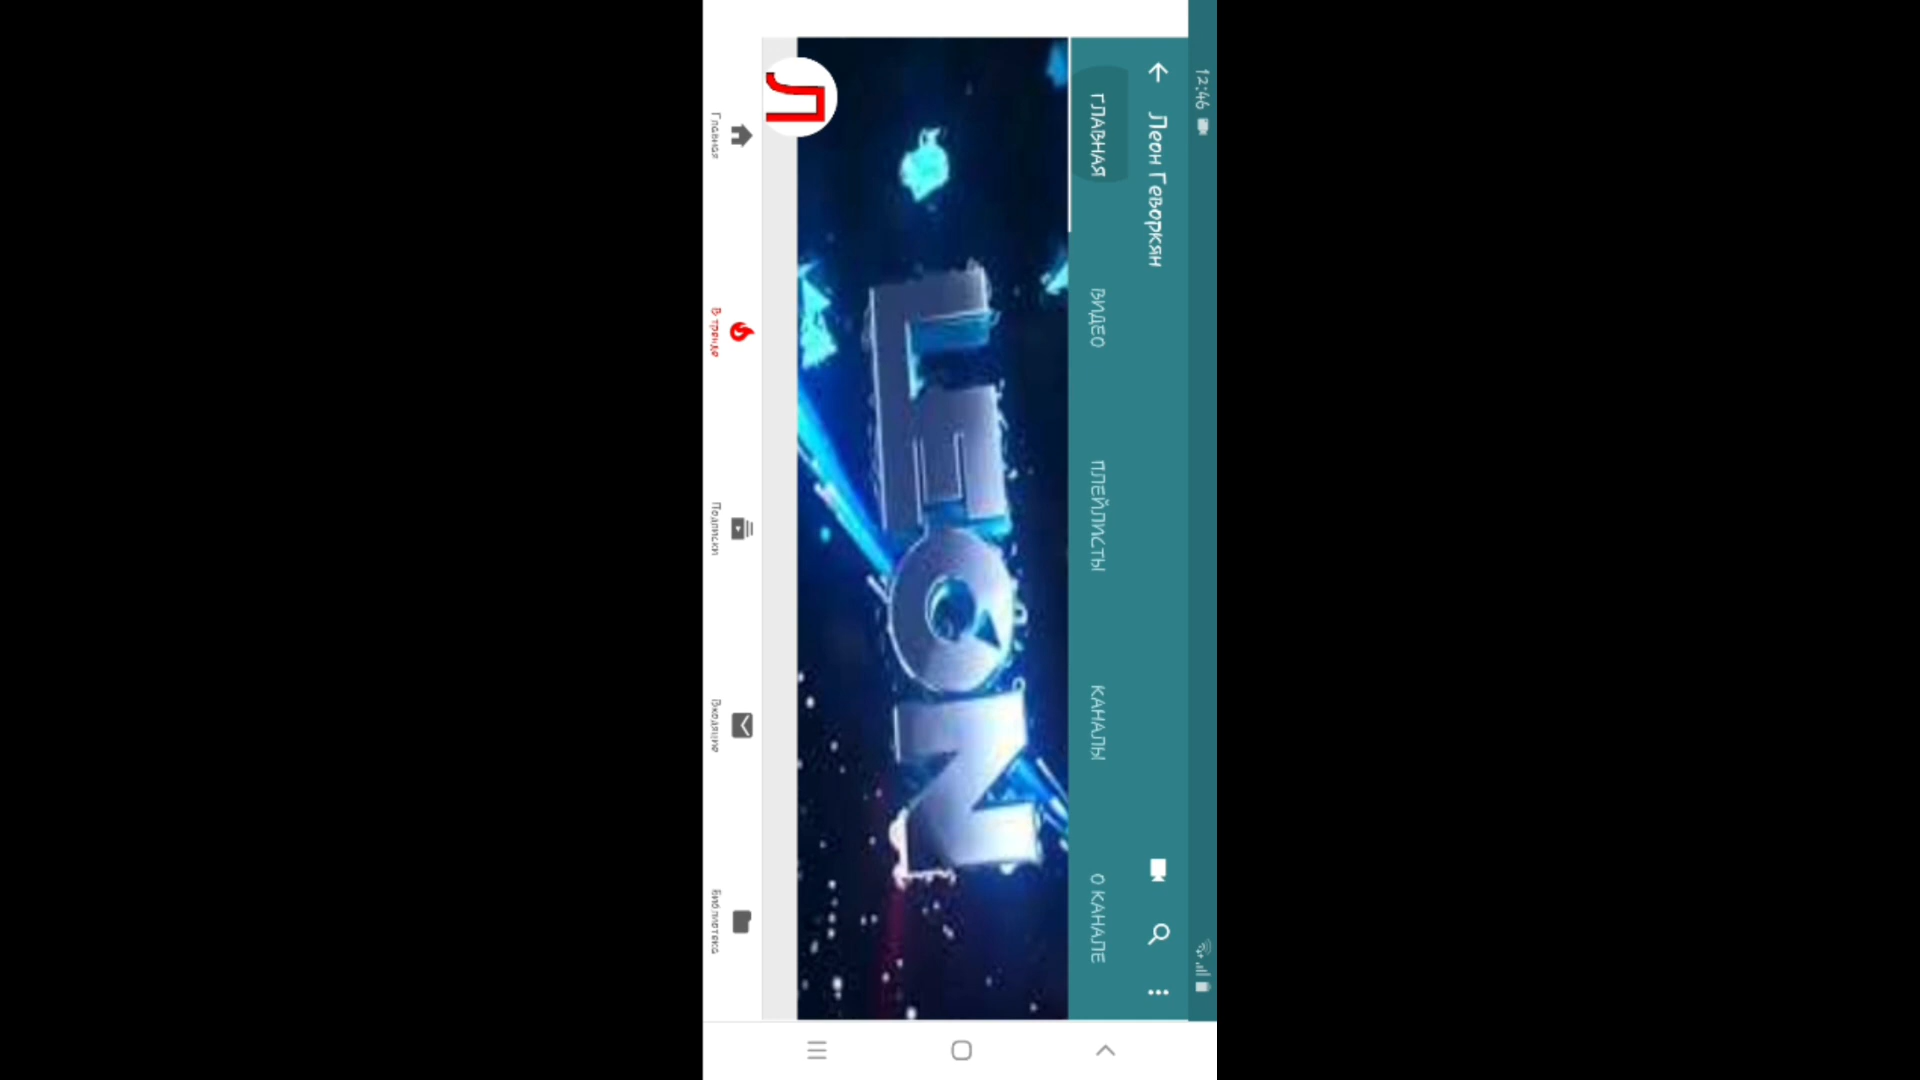 12:46
Леон Геворкян
ГЛАВНАЯ ВИДЕО ПЛЕЙЛИСТЫ КАНАЛЫ О КАНАЛЕ
LEON
Л
Главная В тренде Подписки Входящие Библиотека